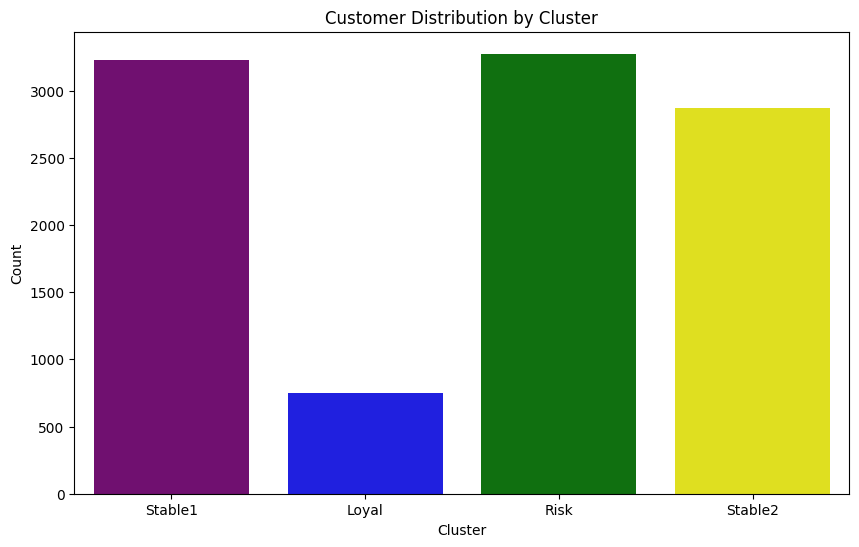 Customer Distribution by Cluster
Count
3000
2500
2000
1500
1000
500
0
Stable1 Loyal Risk Stable2
Cluster